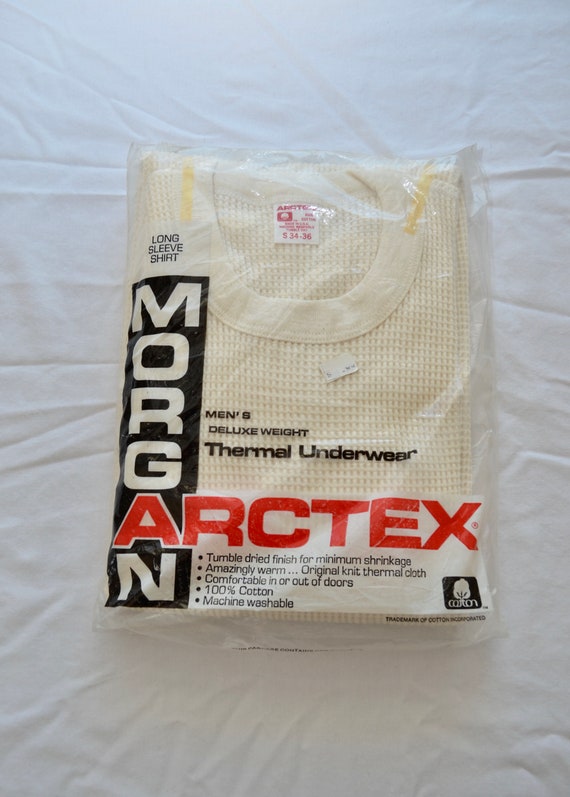 ARCTEX
100% COTTON
S 34-36
LONG
SLEEVE
SHIRT
MORGAN
MEN'S
DELUXE WEIGHT
Thermal Underwear
ARCTEX®
• Tumble dried finish for minimum shrinkage
• Amazingly warm ... Original knit thermal cloth
• Comfortable in or out of doors
• 100% Cotton
• Machine washable
cotton™
TRADEMARK OF COTTON INCORPORATED